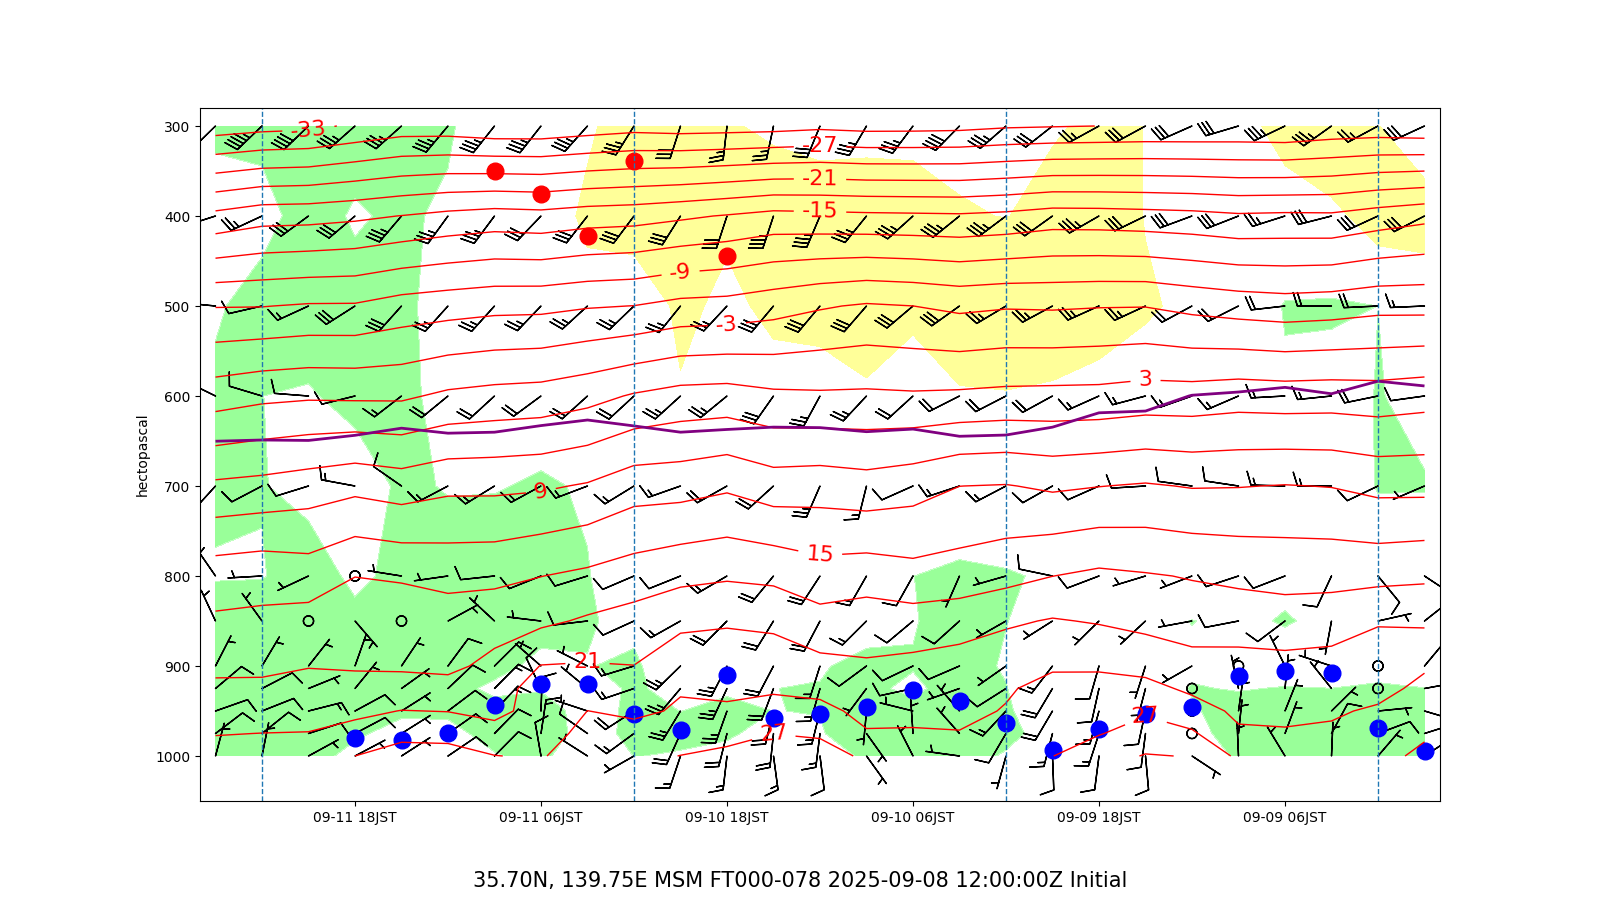 300
400
500
600
700
800
900
1000
hectopascal
-33
-27
-21
-15
-9
-3
3
9
15
21
27
27
09-11 18JST
09-11 06JST
09-10 18JST
09-10 06JST
09-09 18JST
09-09 06JST
35.70N, 139.75E MSM FT000-078 2025-09-08 12:00:00Z Initial